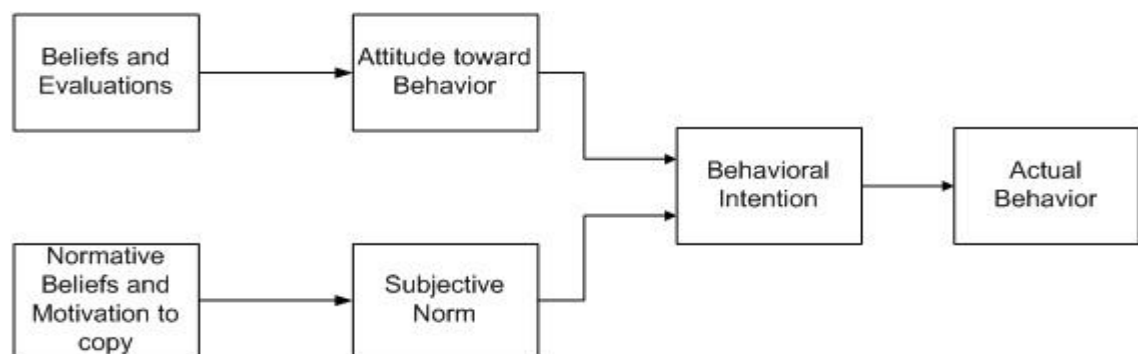 Beliefs and
Evaluations
Attitude toward
Behavior
Behavioral
Intention
Actual
Behavior
Normative
Beliefs and
Motivation to
copy
Subjective
Norm